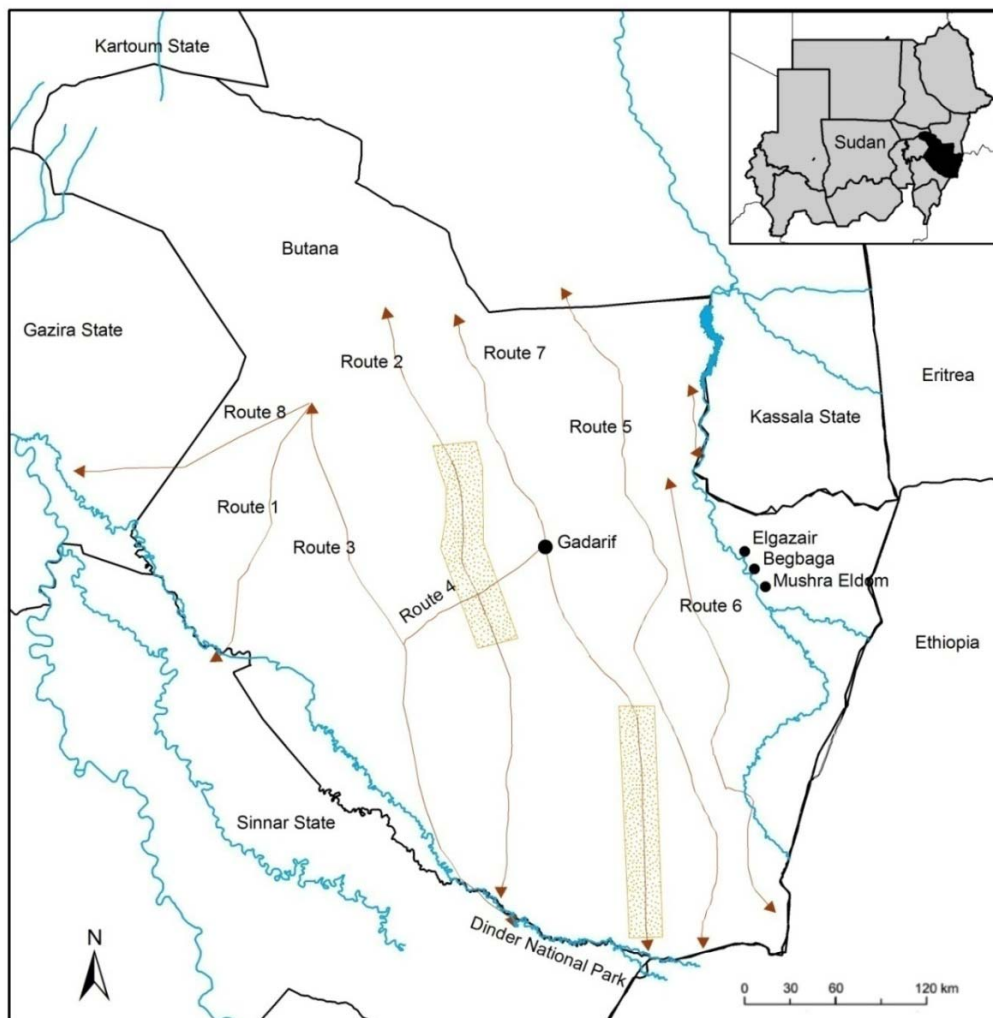 Kartoum State
Sudan
Butana
Gazira State
Route 2
Route 7
Eritrea
Route 8
Route 5
Kassala State
Route 1
Route 3
Gadarif
Elgazair
Begbaga
Mushra Eldom
Route 4
Route 6
Ethiopia
Sinnar State
Dinder National Park
N
0 30 60 120 km